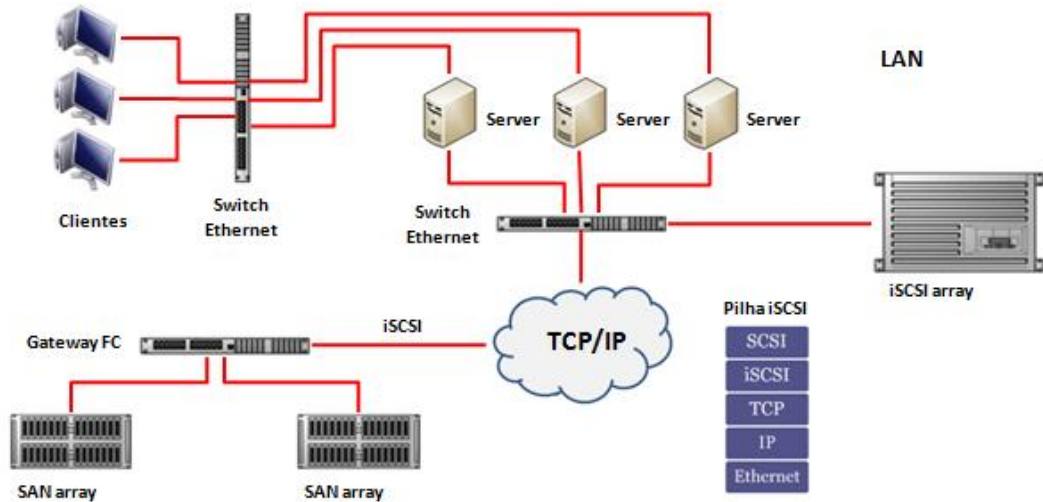 LAN
Server
Server
Server
Clientes
Switch
Ethernet
Switch
Ethernet
iSCSI array
Gateway FC
iSCSI
TCP/IP
Pilha iSCSI
SCSI
iSCSI
TCP
IP
Ethernet
SAN array
SAN array